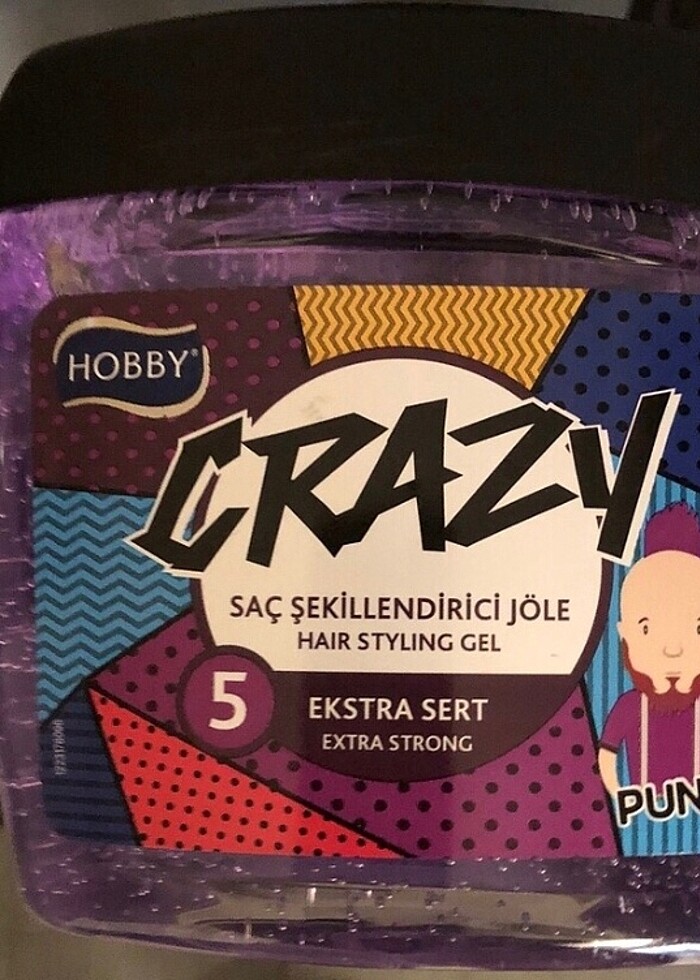 HOBBY®
CRAZY
SAÇ ŞEKİLLENDİRİCİ JÖLE
HAIR STYLING GEL
5
EKSTRA SERT
EXTRA STRONG